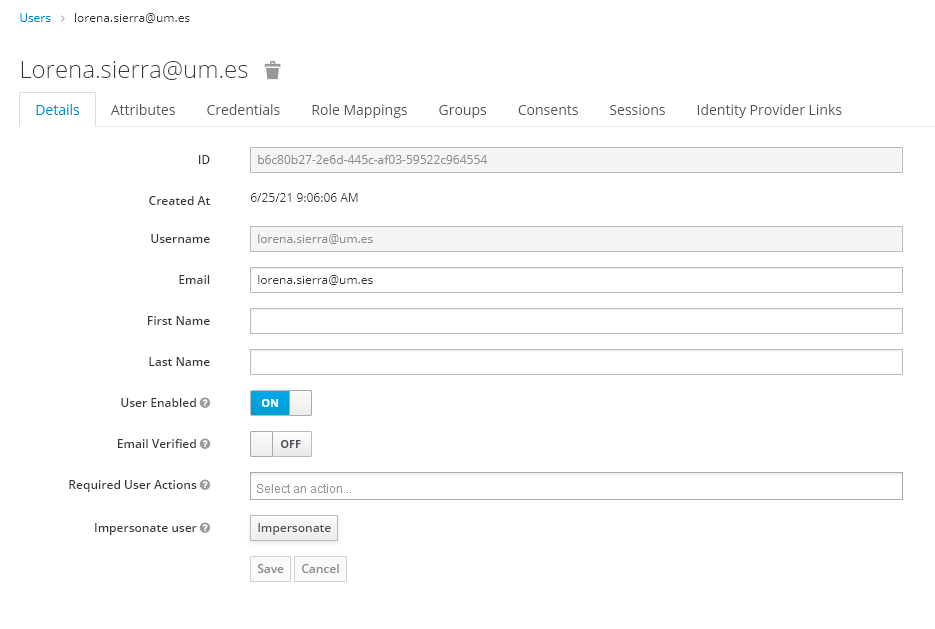 Users > lorena.sierra@um.es
Lorena.sierra@um.es
Details Attributes Credentials Role Mappings Groups Consents Sessions Identity Provider Links
ID b6c80b27-2e6d-445c-af03-59522c964554
Created At 6/25/21 9:06:06 AM
Username lorena.sierra@um.es
Email lorena.sierra@um.es
First Name
Last Name
User Enabled ? ON
Email Verified ? OFF
Required User Actions ? Select an action...
Impersonate user ? Impersonate
Save Cancel